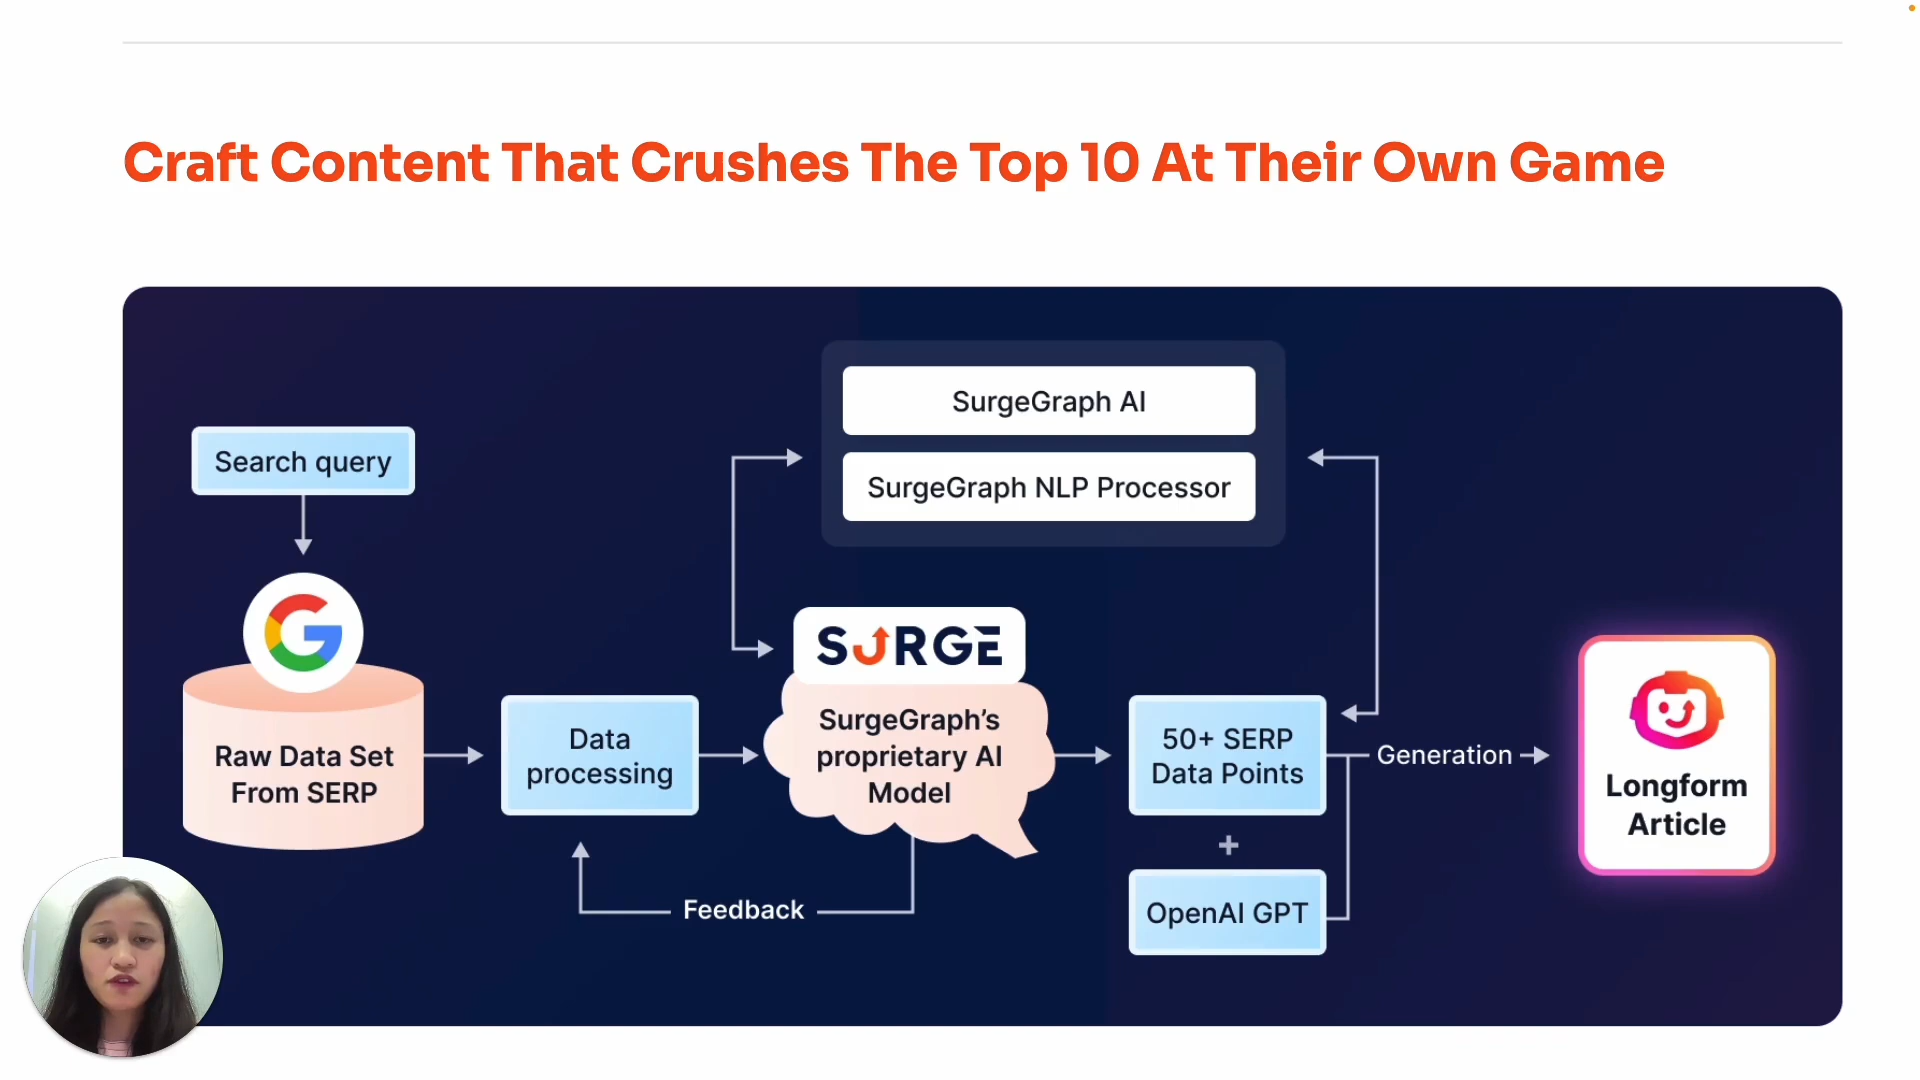 Craft Content That Crushes The Top 10 At Their Own Game
SurgeGraph AI
SurgeGraph NLP Processor
Search query
SURGE
Raw Data Set
From SERP
Data
processing
SurgeGraph’s
proprietary AI
Model
50+ SERP
Data Points
+
OpenAI GPT
Generation
Longform
Article
Feedback